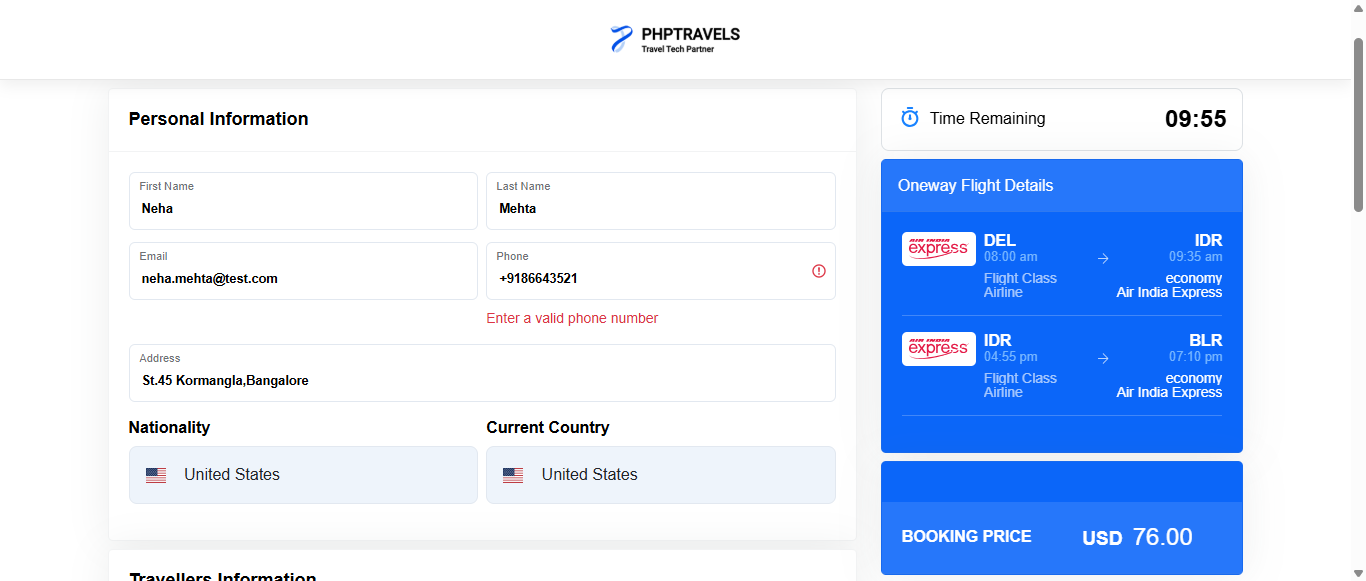 PHPTRAVELS
Travel Tech Partner
Personal Information
First Name
Neha
Last Name
Mehta
Email
neha.mehta@test.com
Phone
+9186643521
Enter a valid phone number
Address
St.45 Kormangla,Bangalore
Nationality
United States
Current Country
United States
Travellers Information
Time Remaining 09:55
Oneway Flight Details
AIR INDIA
express
DEL IDR
08:00 am 09:35 am
Flight Class economy
Airline Air India Express
AIR INDIA
express
IDR BLR
04:55 pm 07:10 pm
Flight Class economy
Airline Air India Express
BOOKING PRICE USD 76.00